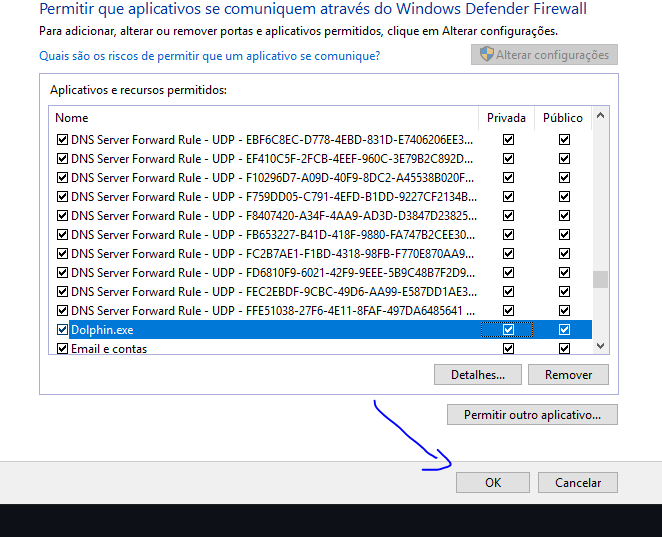 Permitir que aplicativos se comuniquem através do Windows Defender Firewall
Para adicionar, alterar ou remover portas e aplicativos permitidos, clique em Alterar configurações.
Quais são os riscos de permitir que um aplicativo se comunique?
Alterar configurações
Aplicativos e recursos permitidos:
Nome Privada Público
DNS Server Forward Rule - UDP - EBF6C8EC-D778-4EBD-831D-E7406206EE3...
DNS Server Forward Rule - UDP - EF410C5F-2FCB-4EEF-960C-3E79B2C892D...
DNS Server Forward Rule - UDP - F10296D7-A09D-40F9-8DC2-A45538B020F...
DNS Server Forward Rule - UDP - F759DD05-C791-4EFD-B1DD-9227CF2134B...
DNS Server Forward Rule - UDP - F8407420-A34F-4AA9-AD3D-D3847D23825...
DNS Server Forward Rule - UDP - FB653227-B41D-418F-9880-FA747B2CEE30...
DNS Server Forward Rule - UDP - FC2B7AE1-F1BD-4318-98FB-F770E870AA9...
DNS Server Forward Rule - UDP - FD6810F9-6021-42F9-9EEE-5B9C48B7F2D9...
DNS Server Forward Rule - UDP - FEC2EBDF-9CBC-49D6-AA99-E587DD1AE3...
DNS Server Forward Rule - UDP - FFE51038-27F6-4E11-8FAF-497DA6485641
Dolphin.exe
Email e contas
Detalhes... Remover
Permitir outro aplicativo...
OK Cancelar